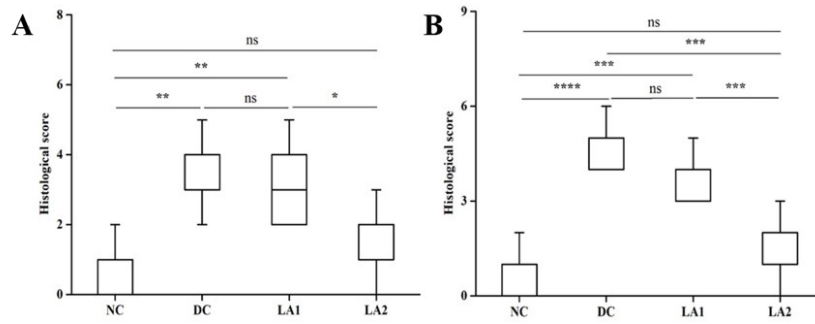 A
8
6
4
2
0
Histological score
ns
**
**
ns
*
NC
DC
LA1
LA2
B
9
6
3
0
Histological score
ns
***
***
****
ns
***
NC
DC
LA1
LA2